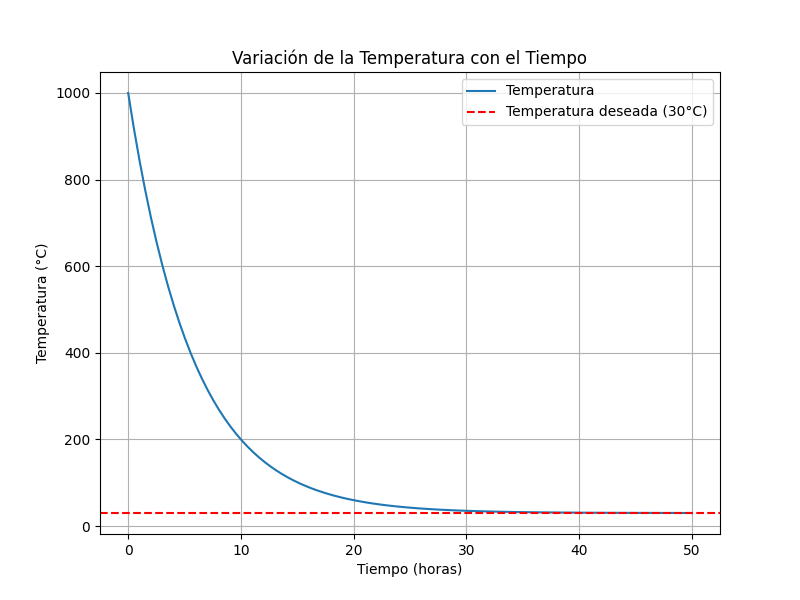 Variación de la Temperatura con el Tiempo
Temperatura
Temperatura deseada (30°C)
Temperatura (°C)
1000
800
600
400
200
0
0 10 20 30 40 50
Tiempo (horas)